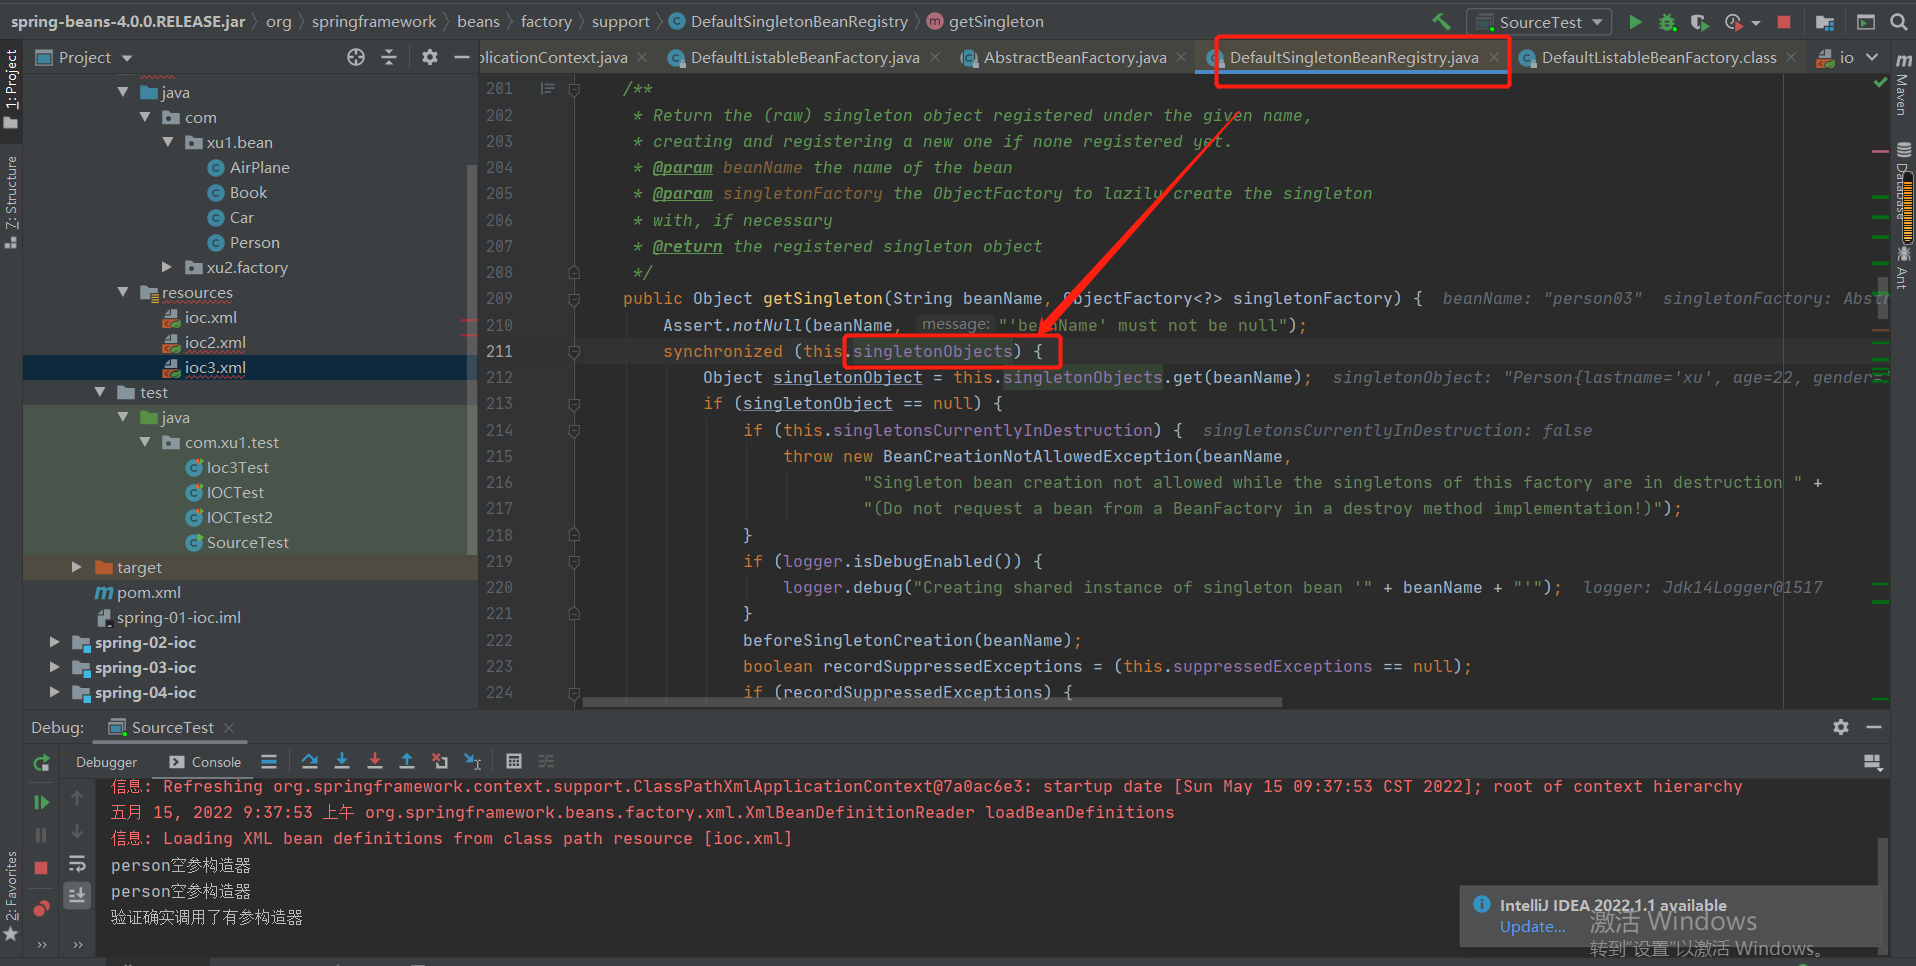 spring-beans-4.0.0.RELEASE.jar org springframework beans factory support DefaultSingletonBeanRegistry getSingleton
SourceTest
Project
plicationContext.java DefaultListableBeanFactory.java AbstractBeanFactory.java DefaultSingletonBeanRegistry.java DefaultListableBeanFactory.class io
1: Project
7: Structure
2: Favorites
Maven
Database
Ant
java
com
xu1.bean
AirPlane
Book
Car
Person
xu2.factory
resources
ioc.xml
ioc2.xml
ioc3.xml
test
java
com.xu1.test
Ioc3Test
IOCTest
IOCTest2
SourceTest
target
pom.xml
spring-01-ioc.iml
spring-02-ioc
spring-03-ioc
spring-04-ioc
201 /**
202 * Return the (raw) singleton object registered under the given name,
203 * creating and registering a new one if none registered yet.
204 * @param beanName the name of the bean
205 * @param singletonFactory the ObjectFactory to lazily create the singleton
206 * with, if necessary
207 * @return the registered singleton object
208 */
209 public Object getSingleton(String beanName, ObjectFactory<?> singletonFactory) { beanName: "person03" singletonFactory: Abstr
210 Assert.notNull(beanName, message: "'beanName' must not be null");
211 synchronized (this.singletonObjects) {
212 Object singletonObject = this.singletonObjects.get(beanName); singletonObject: "Person{lastname='xu', age=22, gender='
213 if (singletonObject == null) {
214 if (this.singletonsCurrentlyInDestruction) { singletonsCurrentlyInDestruction: false
215 throw new BeanCreationNotAllowedException(beanName,
216 "Singleton bean creation not allowed while the singletons of this factory are in destruction " +
217 "(Do not request a bean from a BeanFactory in a destroy method implementation!)");
218 }
219 if (logger.isDebugEnabled()) {
220 logger.debug("Creating shared instance of singleton bean '" + beanName + "'"); logger: Jdk14Logger@1517
221 }
222 beforeSingletonCreation(beanName);
223 boolean recordSuppressedExceptions = (this.suppressedExceptions == null);
224 if (recordSuppressedExceptions) {
Debug: SourceTest
Debugger Console
信息: Refreshing org.springframework.context.support.ClassPathXmlApplicationContext@7a0ac6e3: startup date [Sun May 15 09:37:53 CST 2022]; root of context hierarchy
五月 15, 2022 9:37:53 上午 org.springframework.beans.factory.xml.XmlBeanDefinitionReader loadBeanDefinitions
信息: Loading XML bean definitions from class path resource [ioc.xml]
person空参构造器
person空参构造器
验证确实调用了有参构造器
IntelliJ IDEA 2022.1.1 available
Update...
激活 Windows
转到"设置"以激活 Windows。